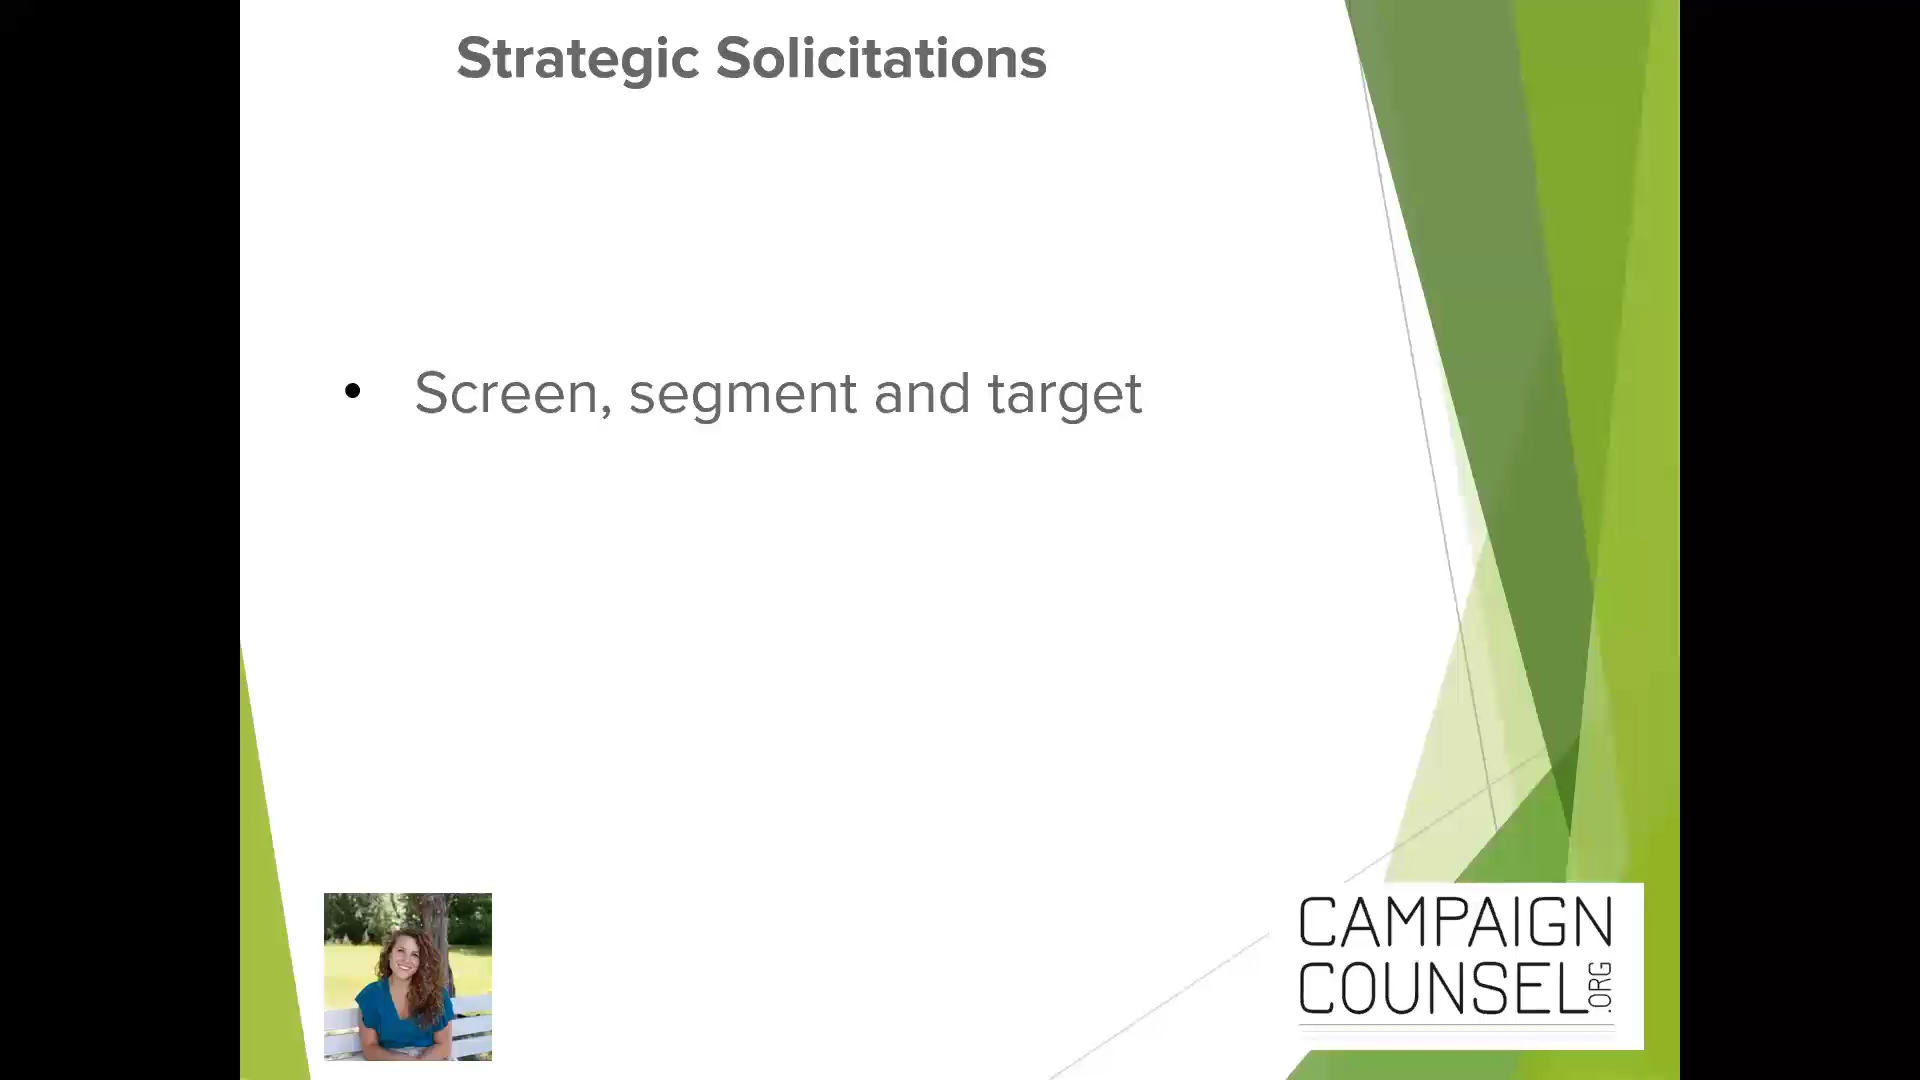 Strategic Solicitations
• Screen, segment and target
CAMPAIGN
COUNSEL.ORG